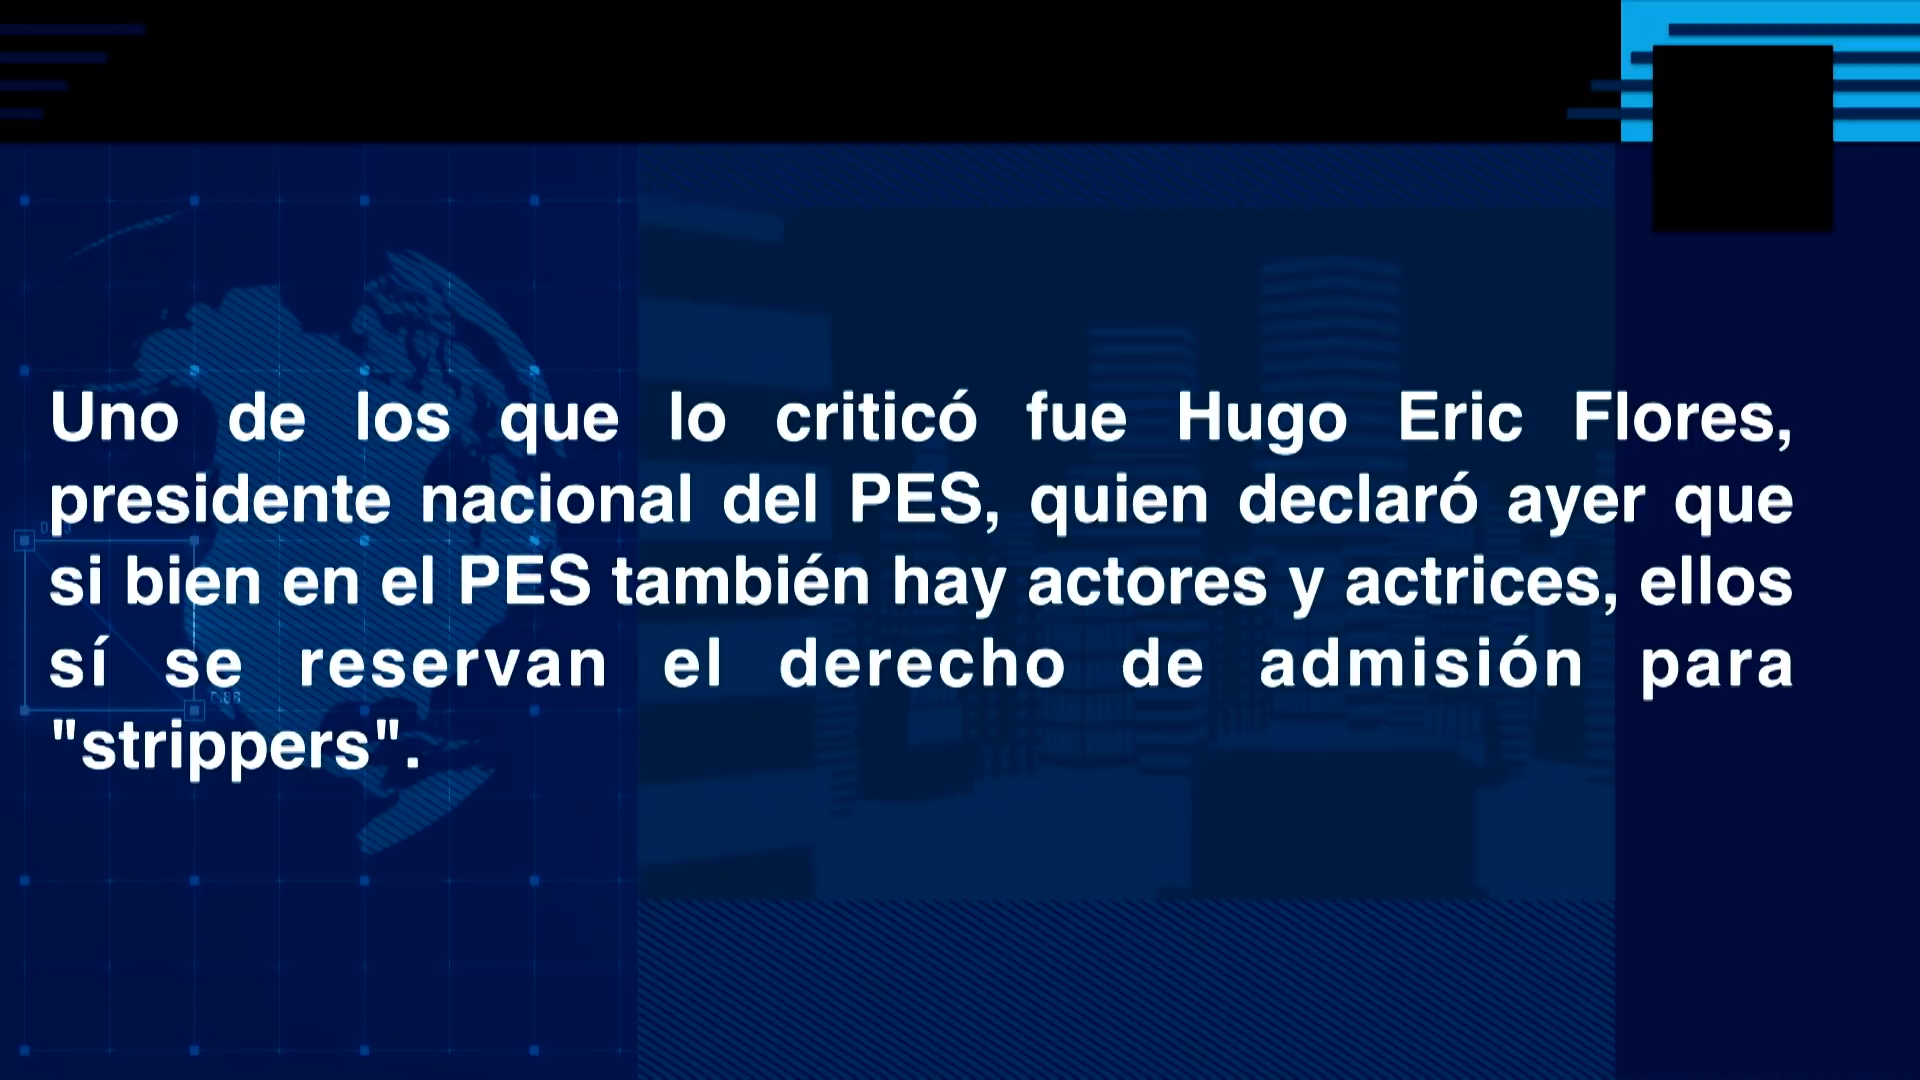 Uno de los que lo criticó fue Hugo Eric Flores,
presidente nacional del PES, quien declaró ayer que
si bien en el PES también hay actores y actrices, ellos
sí se reservan el derecho de admisión para
"strippers".